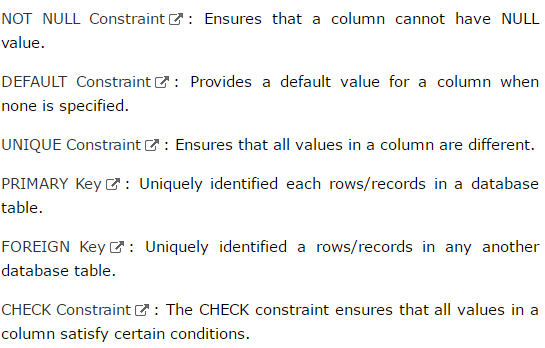 NOT NULL Constraint : Ensures that a column cannot have NULL
value.
DEFAULT Constraint : Provides a default value for a column when
none is specified.
UNIQUE Constraint : Ensures that all values in a column are different.
PRIMARY Key : Uniquely identified each rows/records in a database
table.
FOREIGN Key : Uniquely identified a rows/records in any another
database table.
CHECK Constraint : The CHECK constraint ensures that all values in a
column satisfy certain conditions.